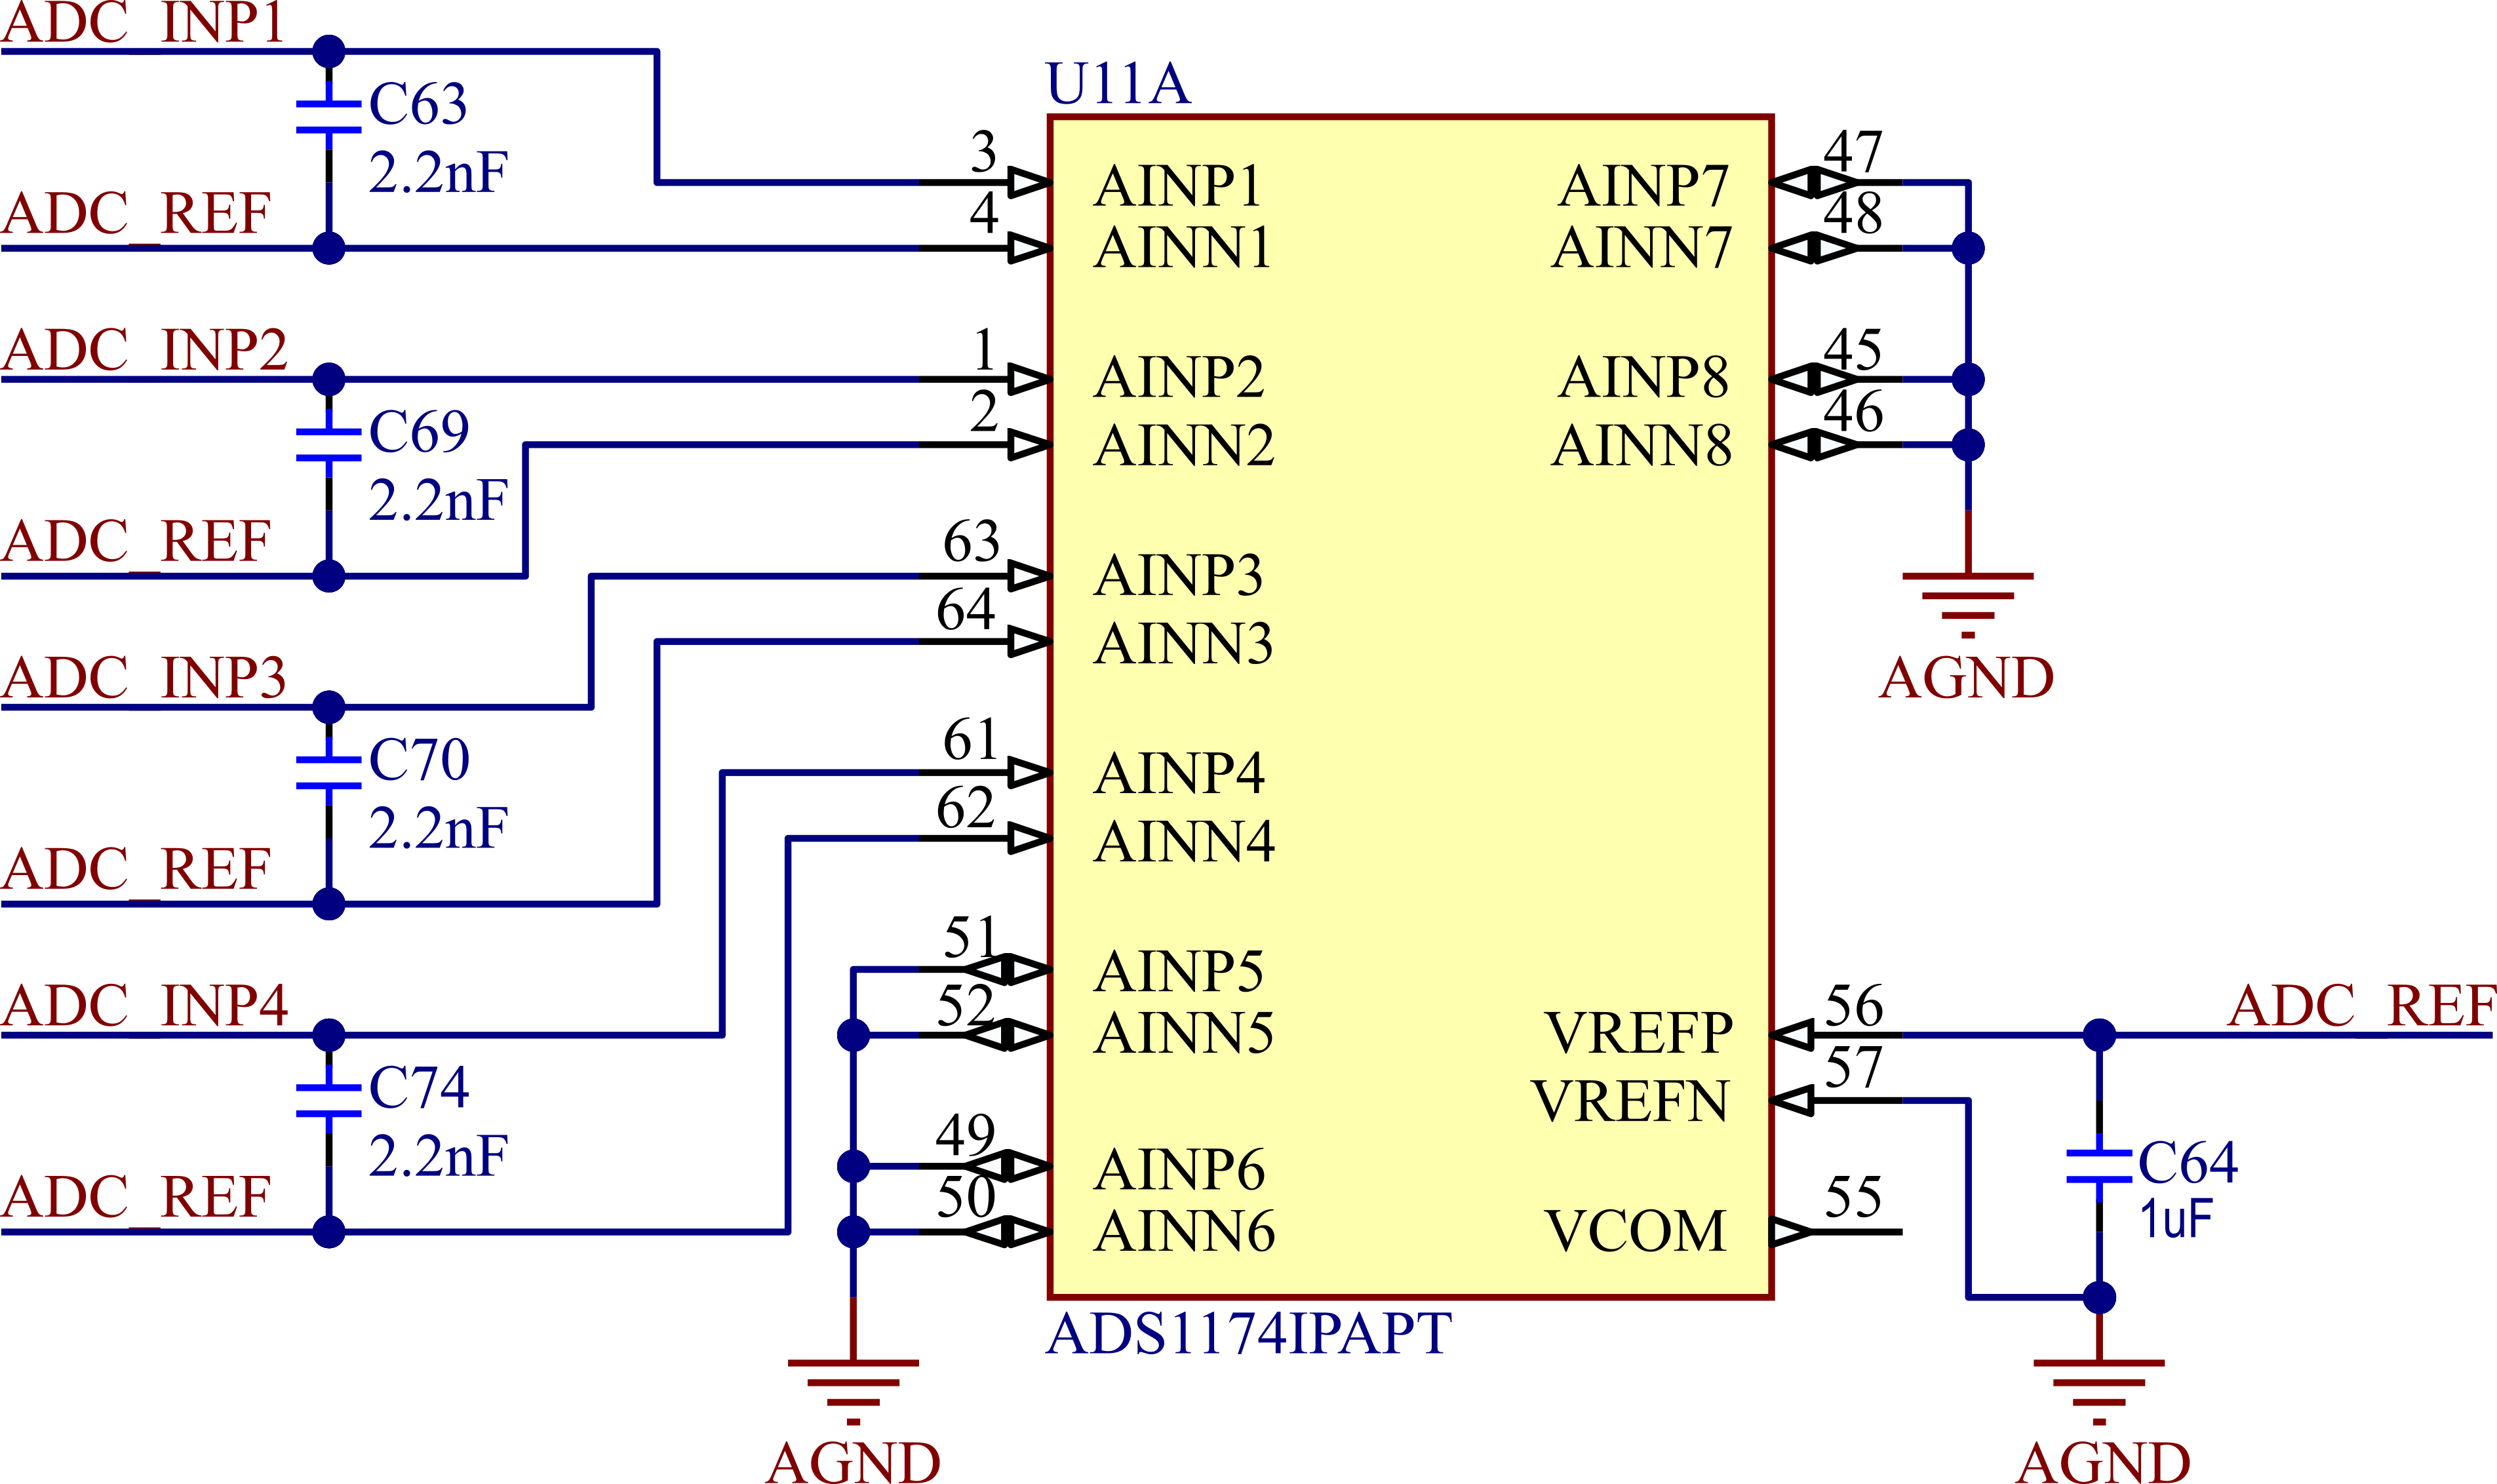 ADC_INP1
C63
2.2nF
ADC_REF
ADC_INP2
C69
2.2nF
ADC_REF
ADC_INP3
C70
2.2nF
ADC_REF
ADC_INP4
C74
2.2nF
ADC_REF
U11A
3 AINP1
4 AINN1
1 AINP2
2 AINN2
63 AINP3
64 AINN3
61 AINP4
62 AINN4
51 AINP5
52 AINN5
49 AINP6
50 AINN6
AINP7 47
AINN7 48
AINP8 45
AINN8 46
VREFP 56
VREFN 57
VCOM 55
ADS1174IPAPT
AGND
AGND
ADC_REF
C64
1uF
AGND